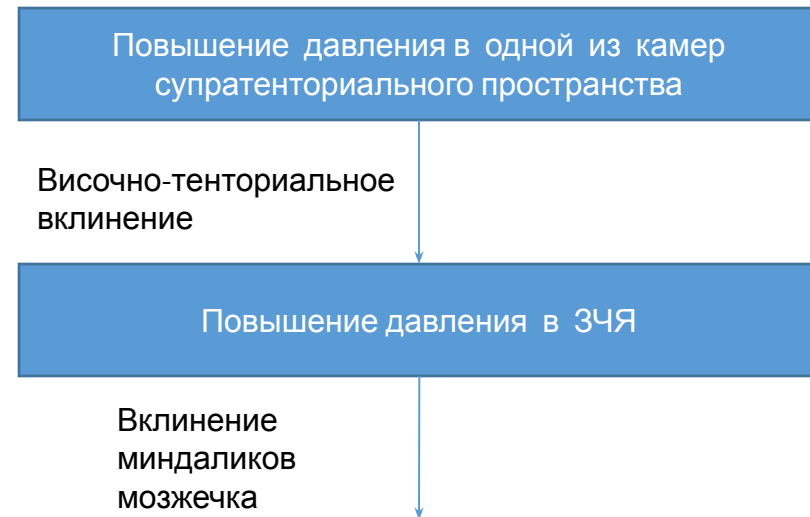 Повышение давления в одной из камер
супратенториального пространства
Височно-тенториальное
вклинение
Повышение давления в ЗЧЯ
Вклинение
миндаликов
мозжечка